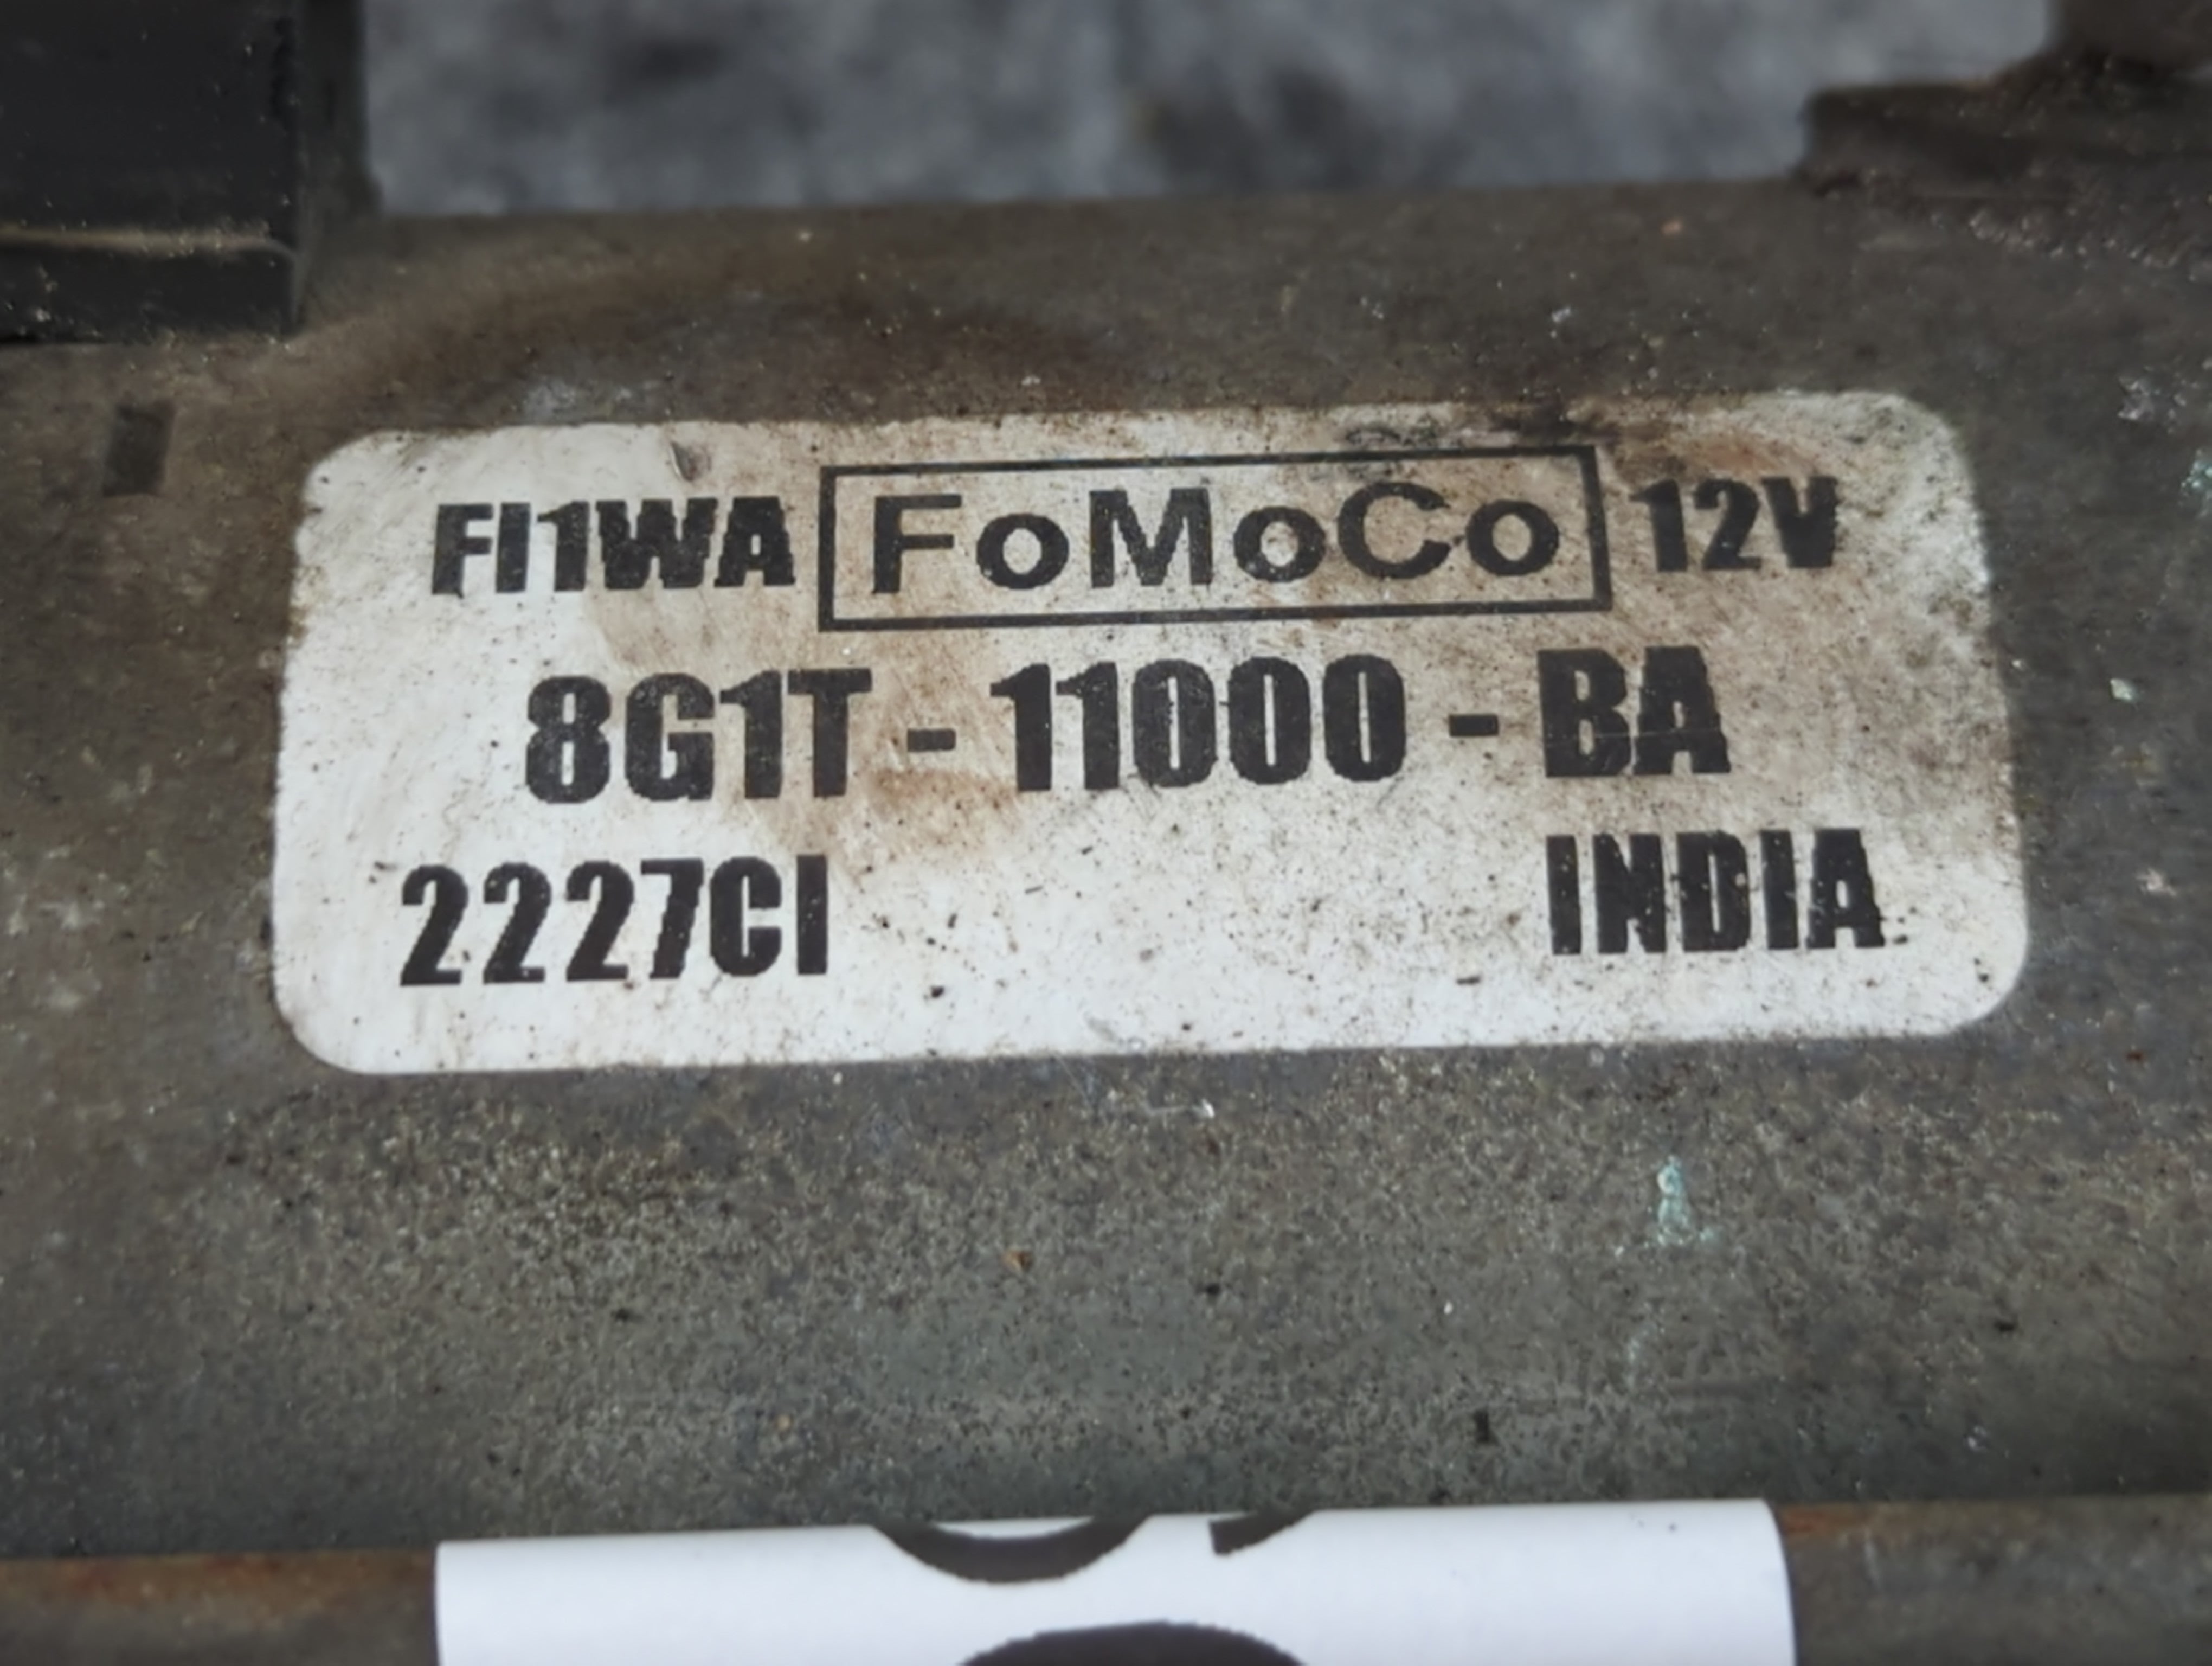 FI1WA FoMoCo 12V
8G1T - 11000 - BA
2227CI INDIA